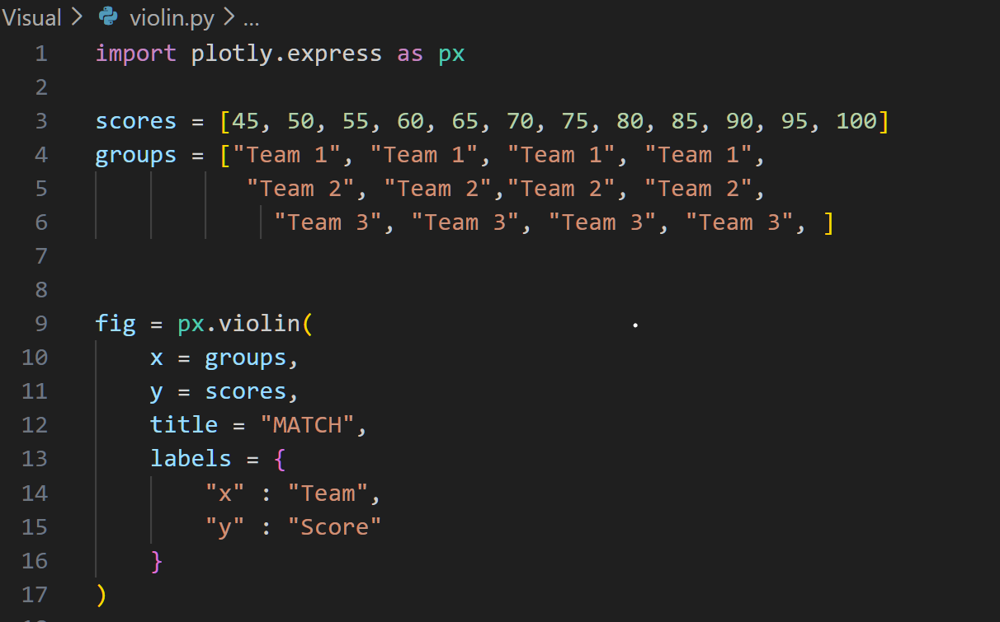 Visual > violin.py > ...
1 import plotly.express as px
2
3 scores = [45, 50, 55, 60, 65, 70, 75, 80, 85, 90, 95, 100]
4 groups = ["Team 1", "Team 1", "Team 1", "Team 1",
5            "Team 2", "Team 2","Team 2", "Team 2",
6              "Team 3", "Team 3", "Team 3", "Team 3", ]
7
8
9 fig = px.violin(
10     x = groups,
11     y = scores,
12     title = "MATCH",
13     labels = {
14         "x" : "Team",
15         "y" : "Score"
16     }
17 )